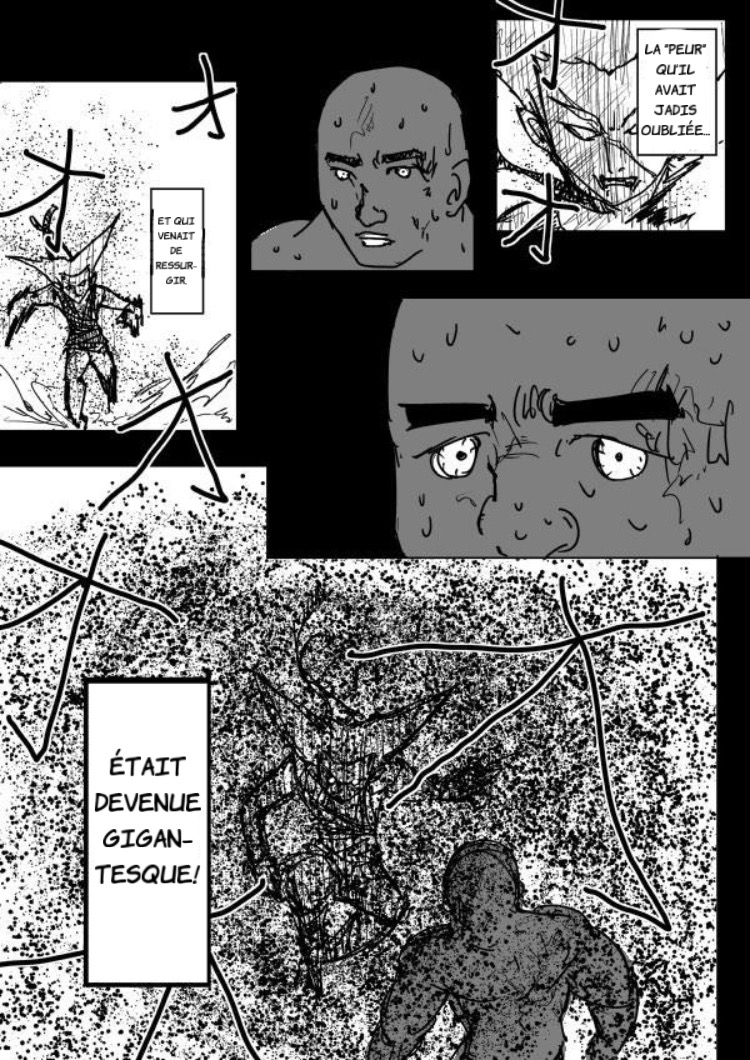 LA "PEUR"
QU'IL
AVAIT
JADIS
OUBLIÉE...
ET QUI
VENAIT
DE
RESSUR-
GIR
ÉTAIT
DEVENUE
GIGAN-
TESQUE!